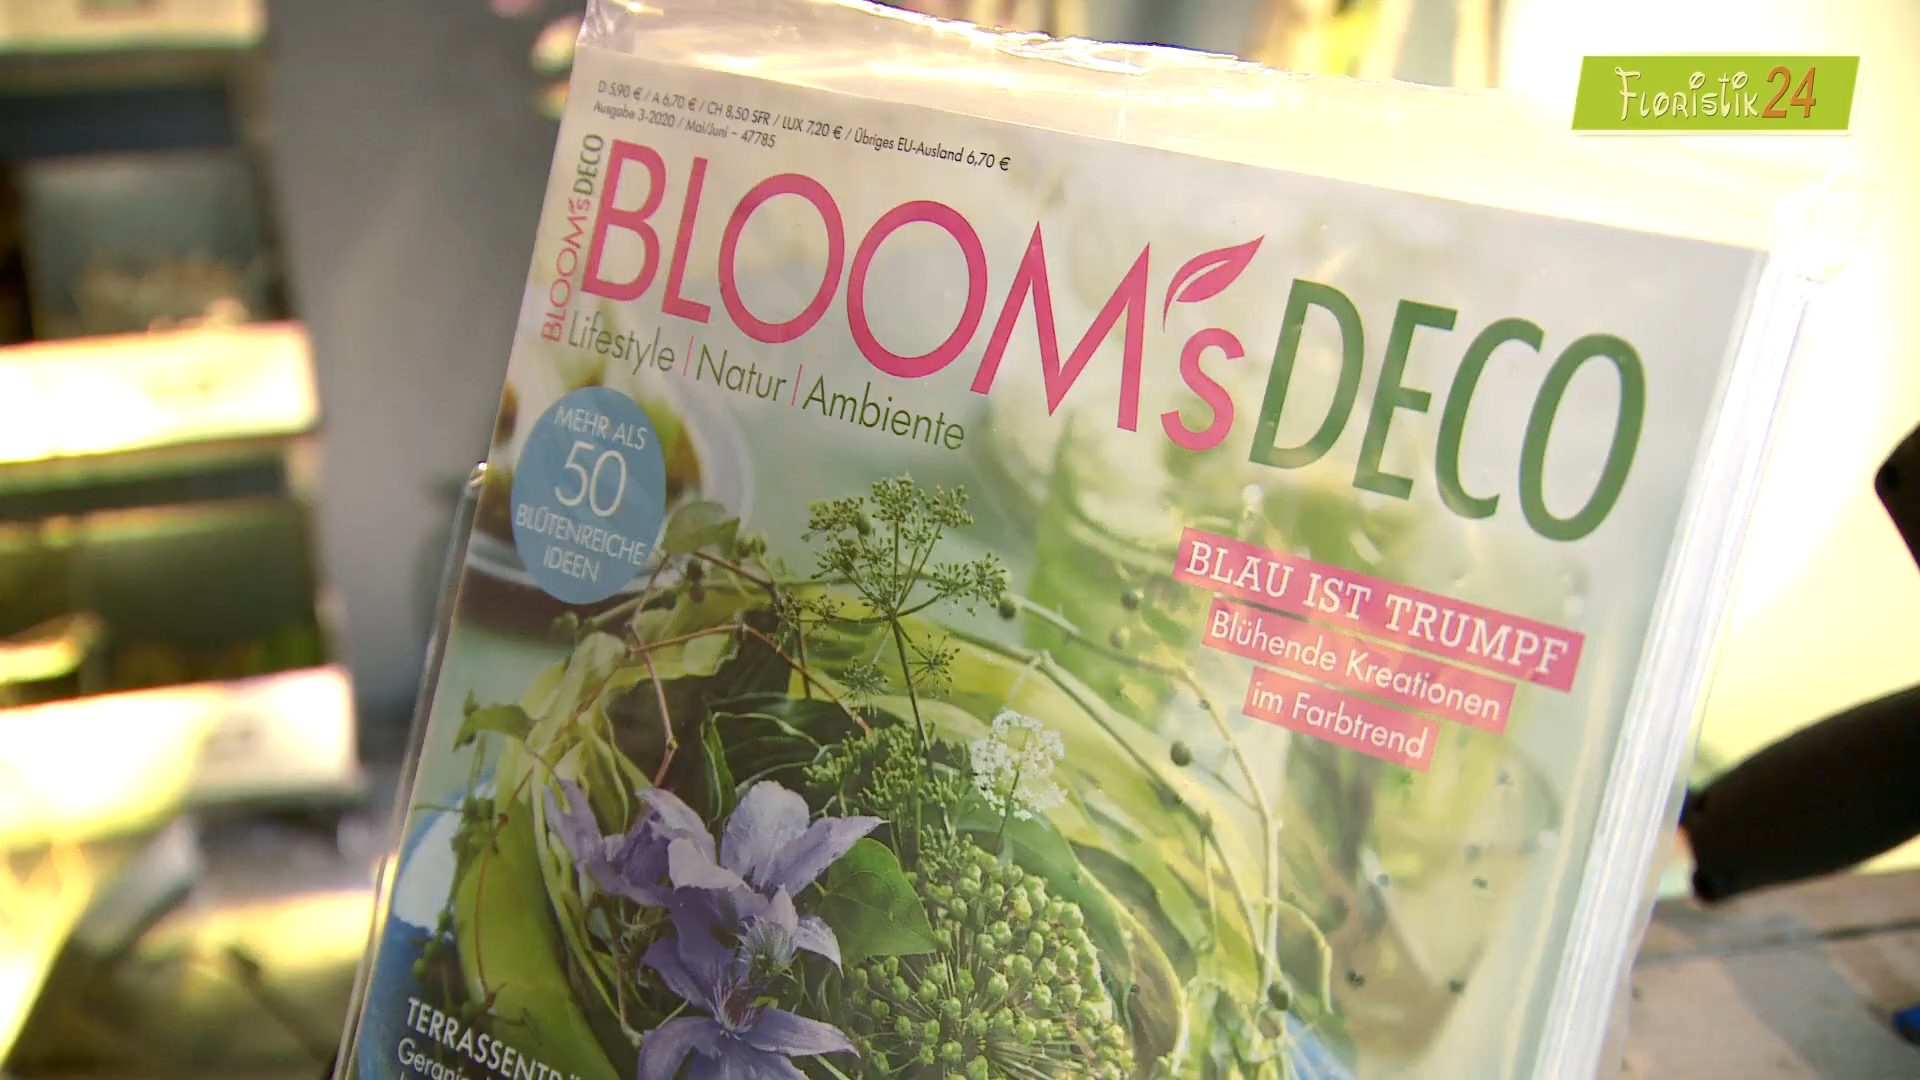 Floristik24
D 5,90 € / A 6,70 € / CH 8,50 SFR / LUX 7,20 € / Übriges EU-Ausland 6,70 €
Ausgabe 3-2020 / Mai/Juni – 47785
BLOOM's DECO
BLOOM's DECO
Lifestyle | Natur | Ambiente
MEHR ALS
50
BLÜTENREICHE
IDEEN
BLAU IST TRUMPF
Blühende Kreationen
im Farbtrend